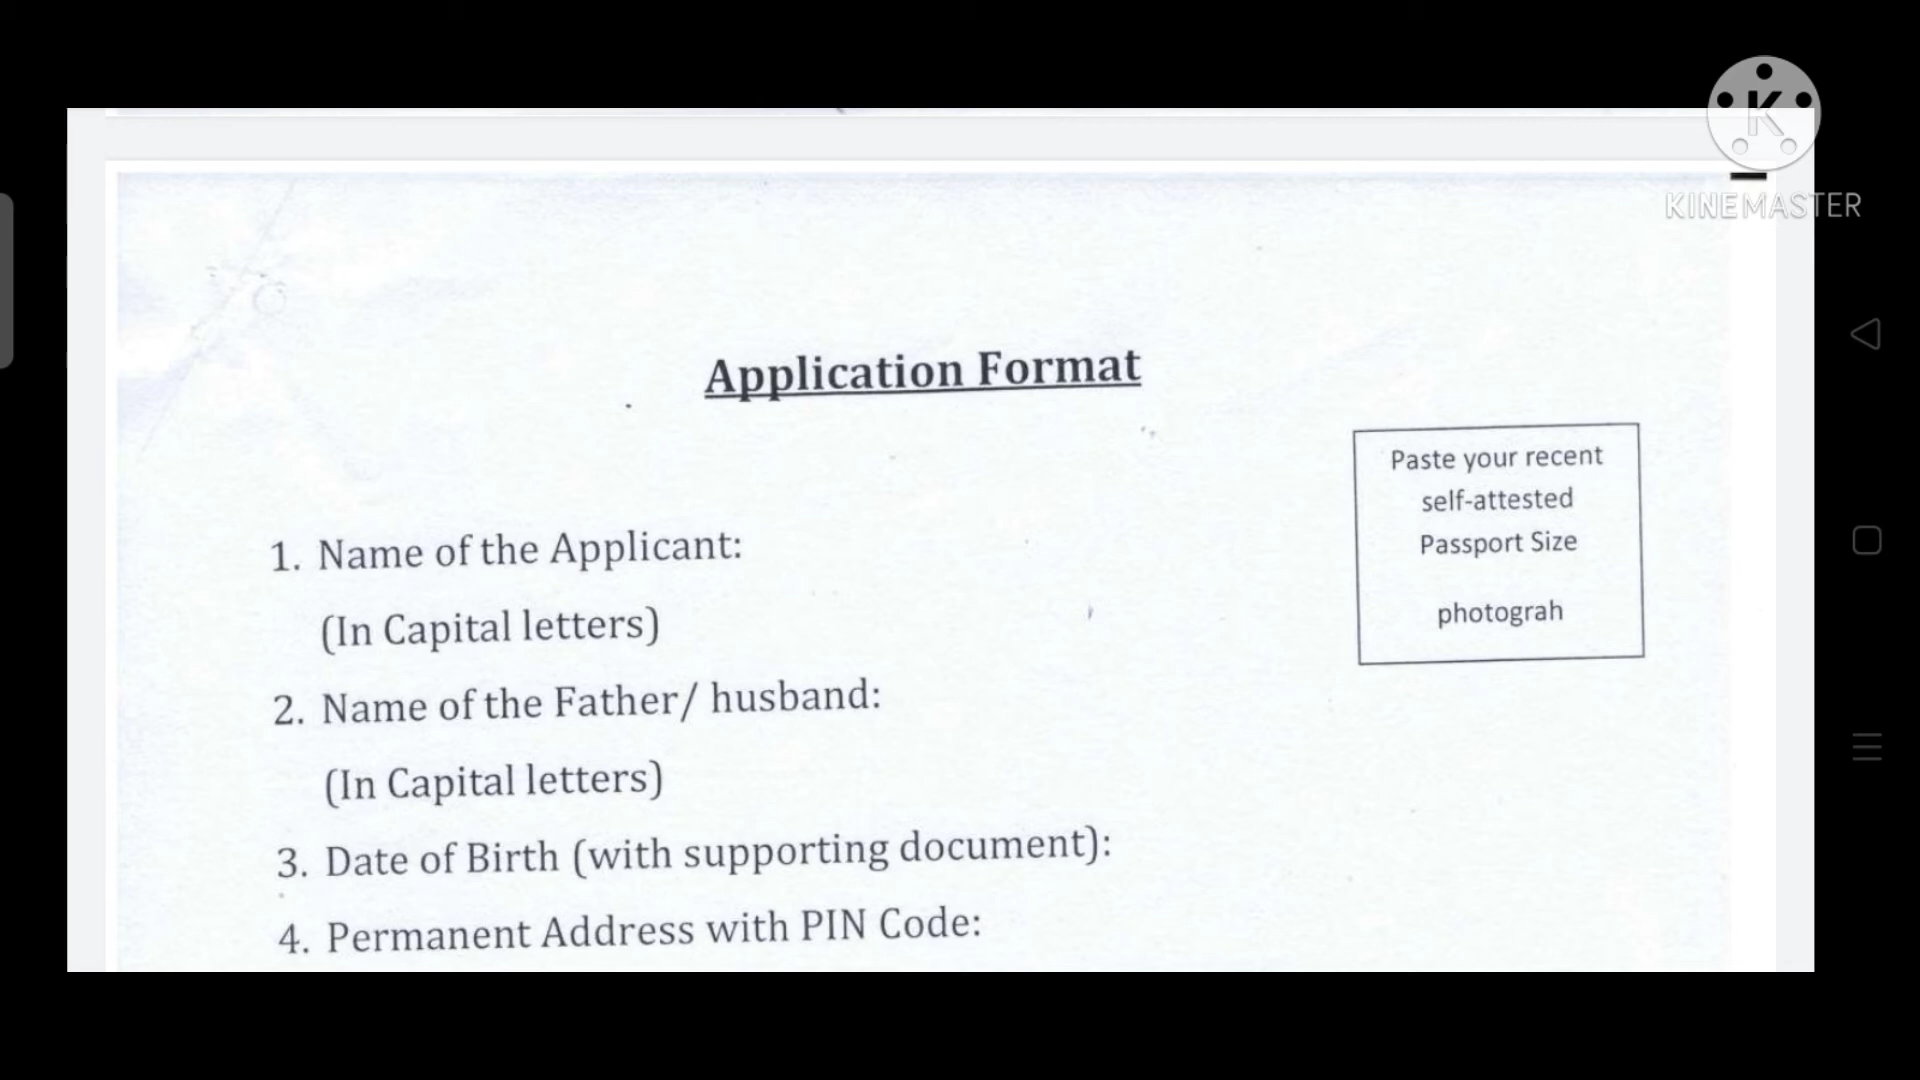 K
KINEMASTER
Application Format
Paste your recent
self-attested
Passport Size
photograh
1. Name of the Applicant:
(In Capital letters)
2. Name of the Father/ husband:
(In Capital letters)
3. Date of Birth (with supporting document):
4. Permanent Address with PIN Code: